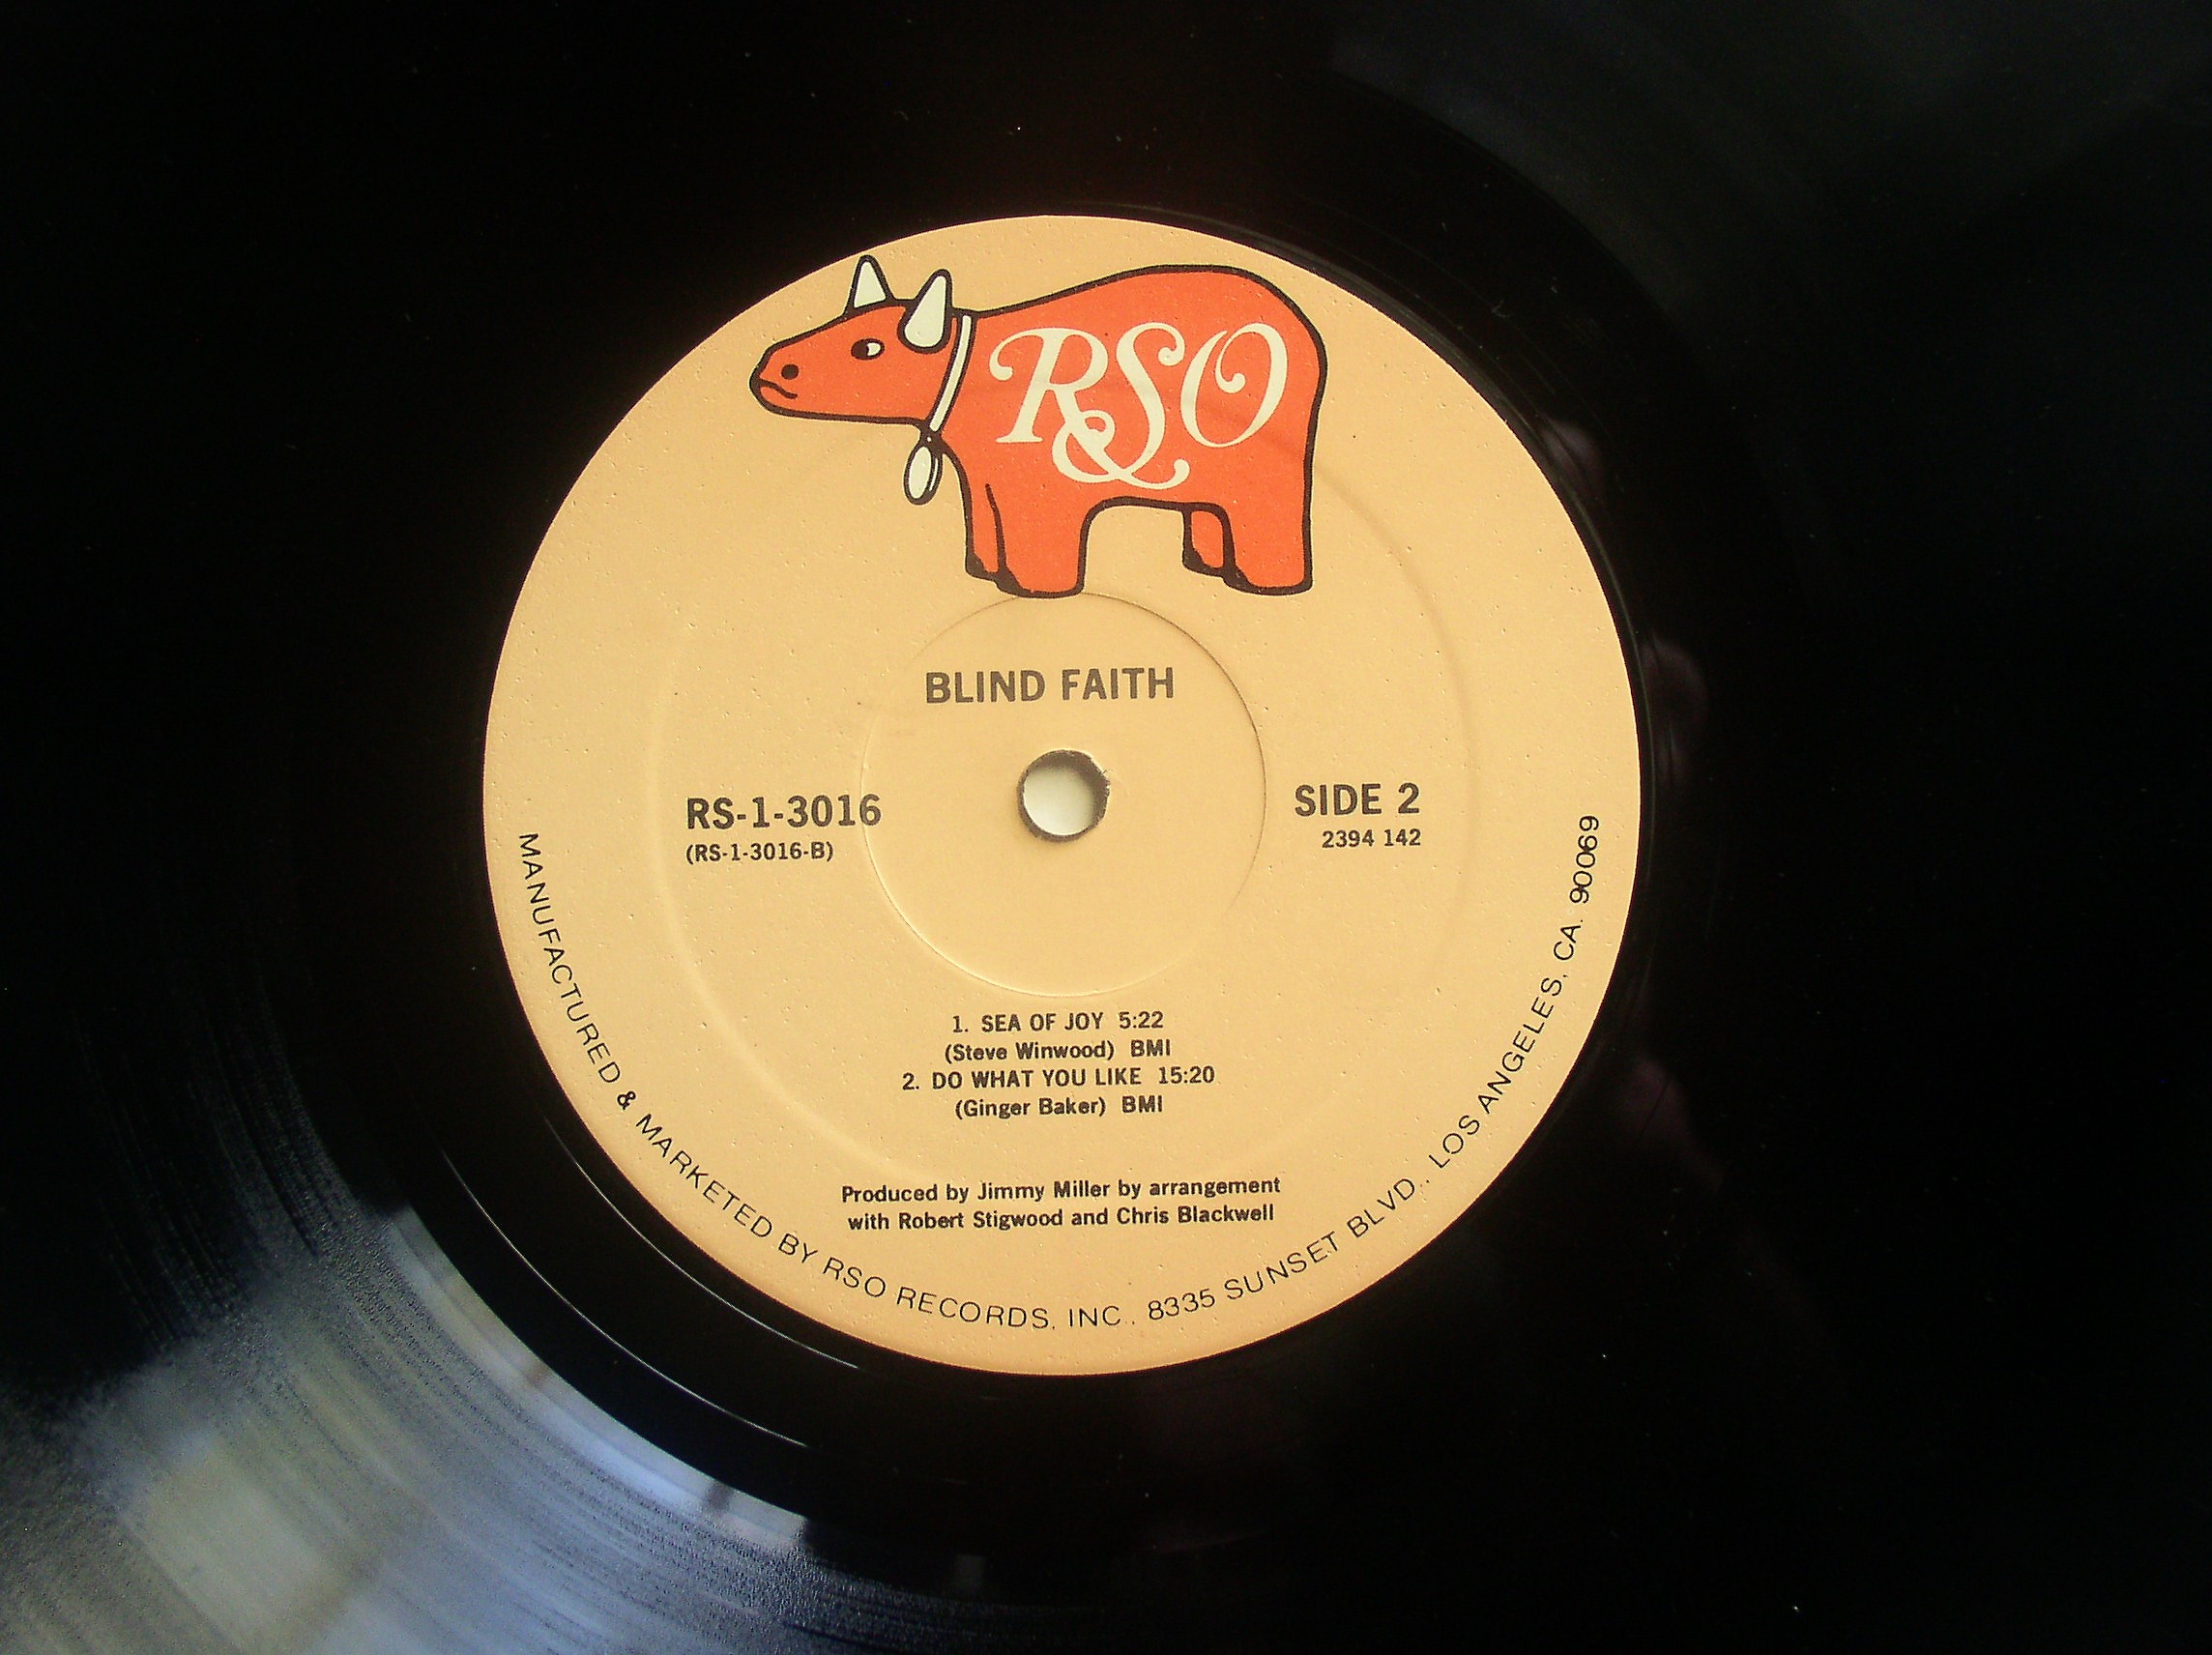 RSO
BLIND FAITH
RS-1-3016
(RS-1-3016-B)
SIDE 2
2394 142
1. SEA OF JOY 5:22
(Steve Winwood) BMI
2. DO WHAT YOU LIKE 15:20
(Ginger Baker) BMI
Produced by Jimmy Miller by arrangement
with Robert Stigwood and Chris Blackwell
MANUFACTURED & MARKETED BY RSO RECORDS, INC., 8335 SUNSET BLVD., LOS ANGELES, CA. 90069